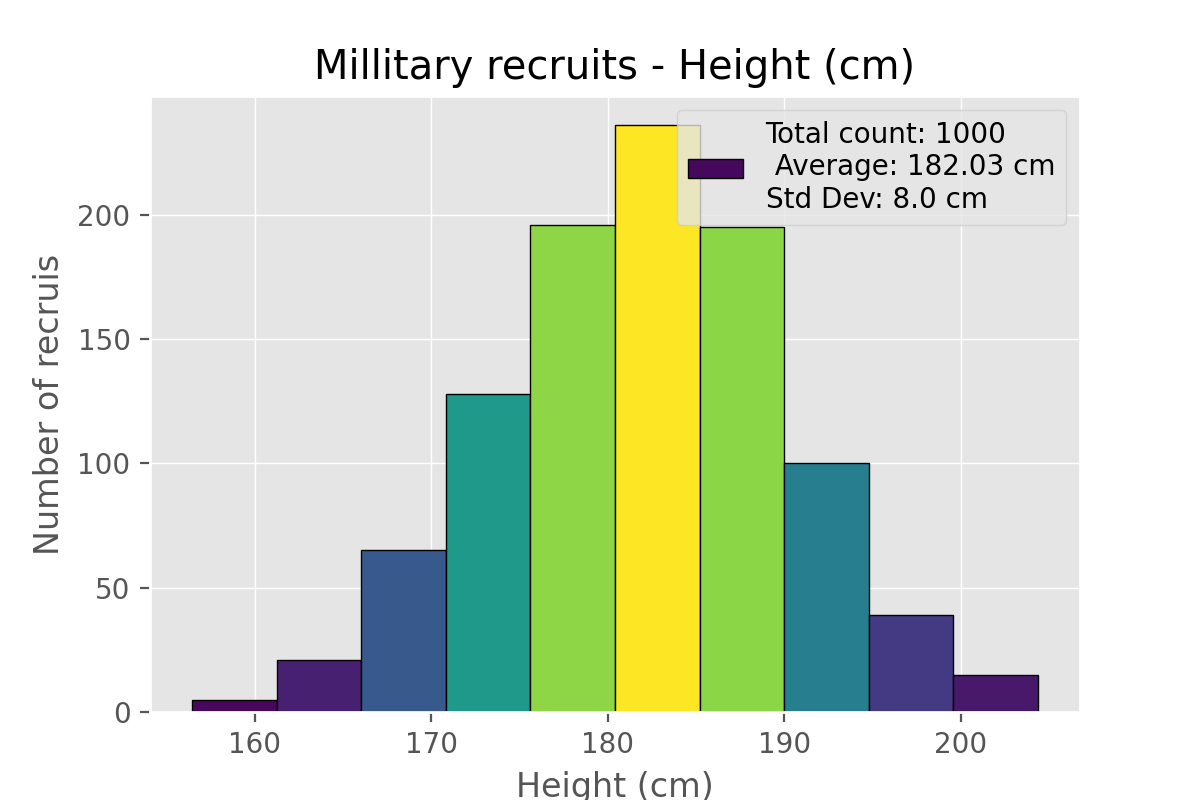 Millitary recruits - Height (cm)
Total count: 1000
Average: 182.03 cm
Std Dev: 8.0 cm
Number of recruis
200
150
100
50
0
160 170 180 190 200
Height (cm)